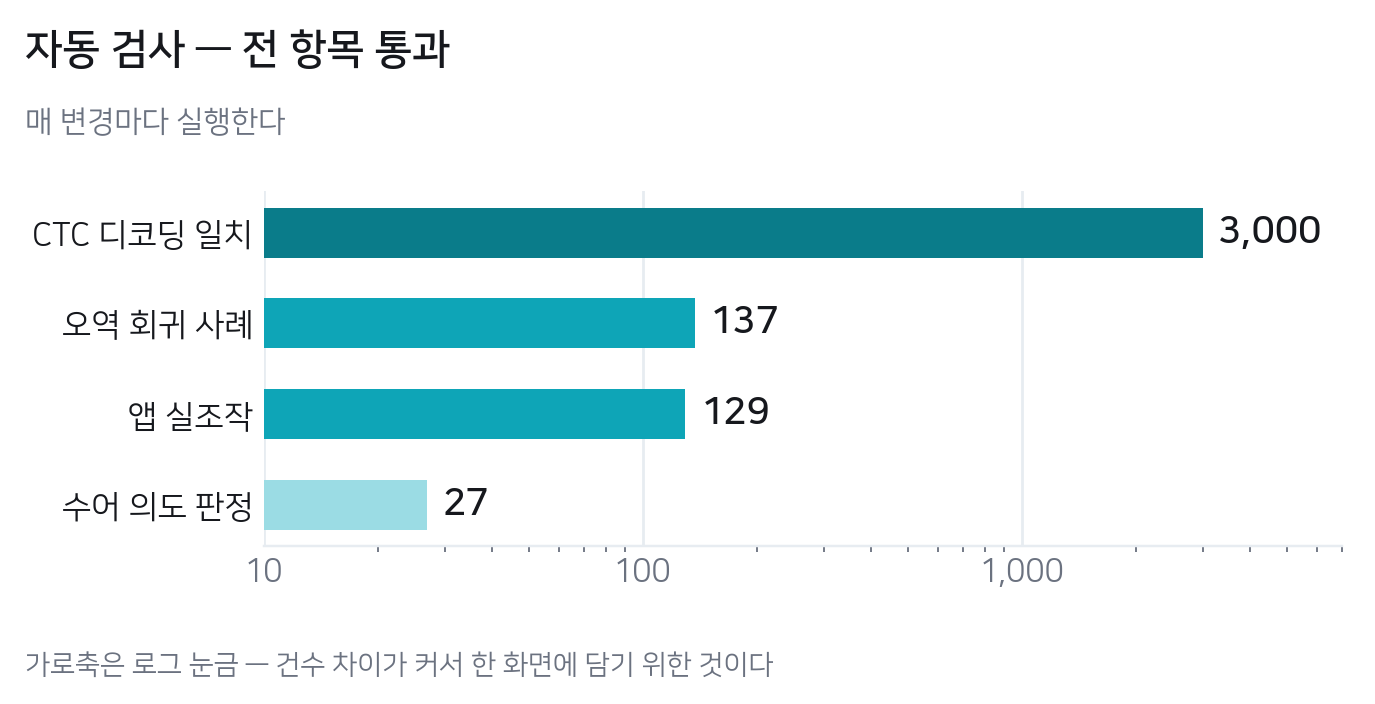 자동 검사 — 전 항목 통과
매 변경마다 실행한다
CTC 디코딩 일치 3,000
오역 회귀 사례 137
앱 실조작 129
수어 의도 판정 27
10 100 1,000
가로축은 로그 눈금 — 건수 차이가 커서 한 화면에 담기 위한 것이다